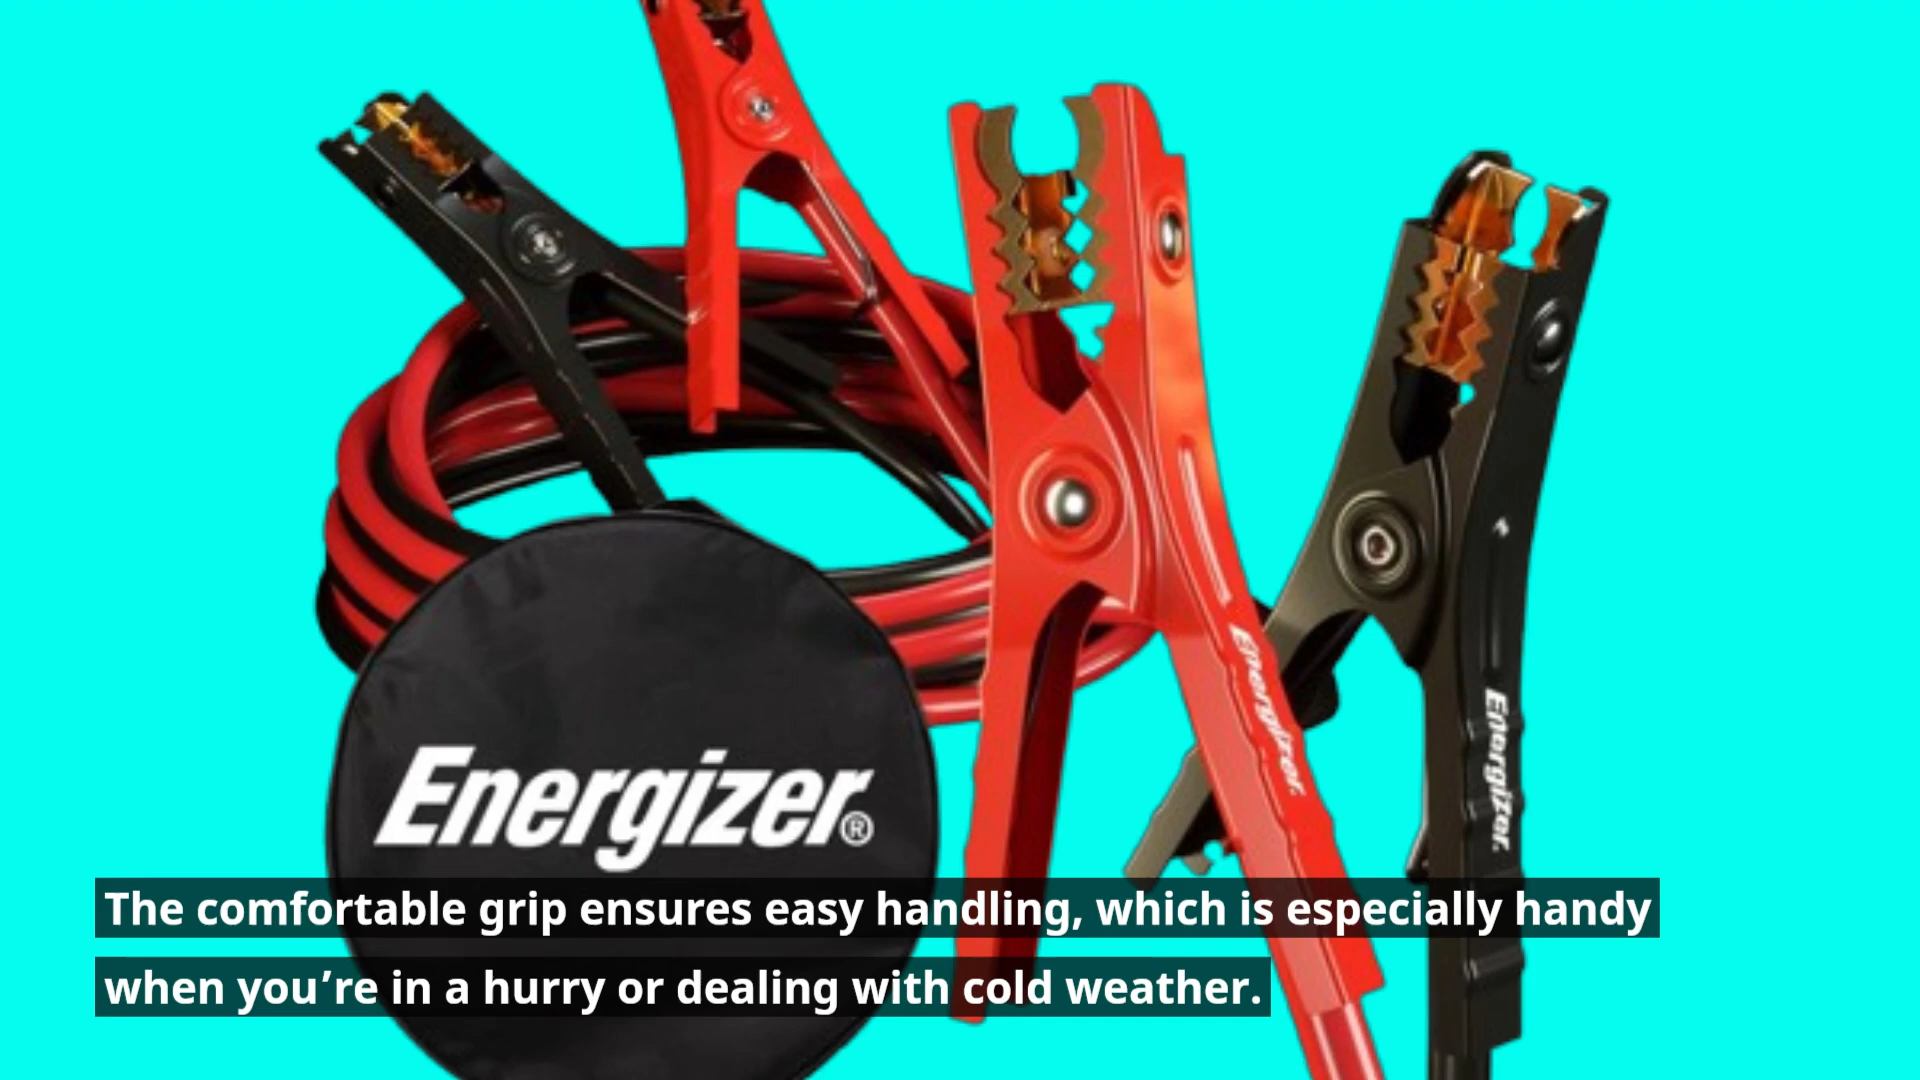 Energizer®
Energizer.
Energizer.
The comfortable grip ensures easy handling, which is especially handy
when you’re in a hurry or dealing with cold weather.